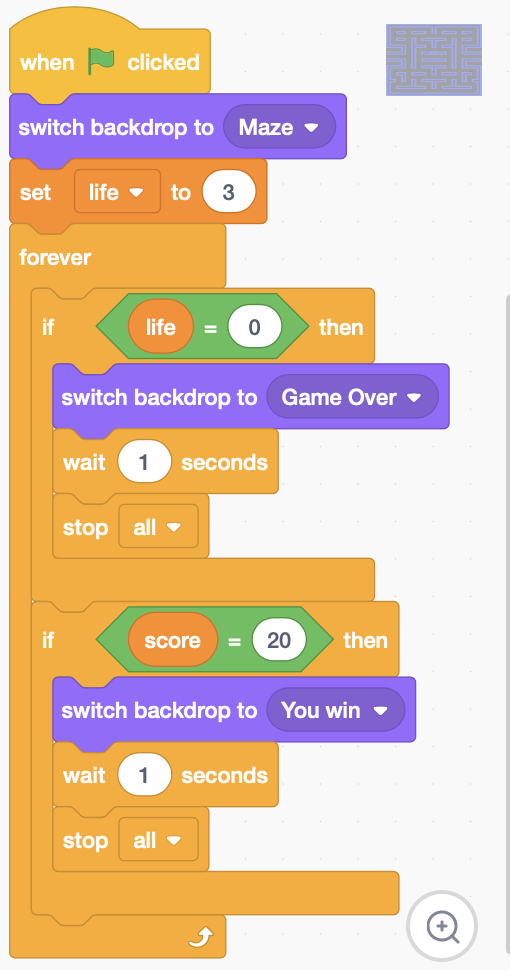 when clicked
switch backdrop to Maze
set life to 3
forever
if life = 0 then
switch backdrop to Game Over
wait 1 seconds
stop all
if score = 20 then
switch backdrop to You win
wait 1 seconds
stop all